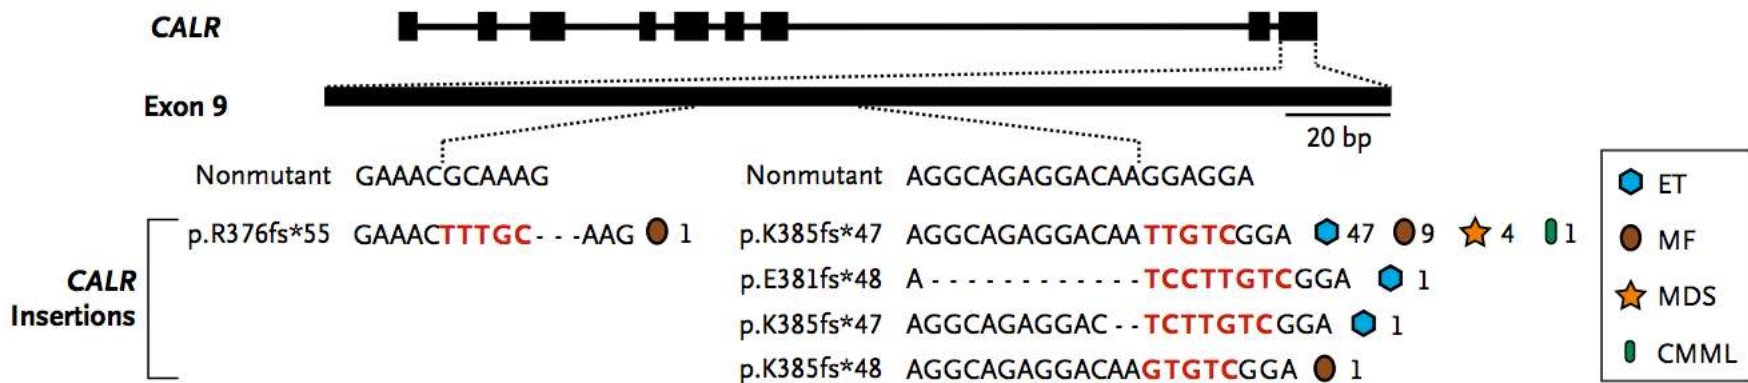 CALR
Exon 9
20 bp
Nonmutant GAAACGCAAAG Nonmutant AGGCAGAGGACAAGGAGGA
p.R376fs*55 GAAACTTTGC- - -AAG 1 p.K385fs*47 AGGCAGAGGACAATTGTCGGA 47 9 4 1
p.E381fs*48 A - - - - - - - - - - - -TCCTTGTCGGA 1
p.K385fs*47 AGGCAGAGGAC - -TCTTGTCGGA 1
p.K385fs*48 AGGCAGAGGACAAGTGTCGGA 1
CALR
Insertions
ET
MF
MDS
CMML